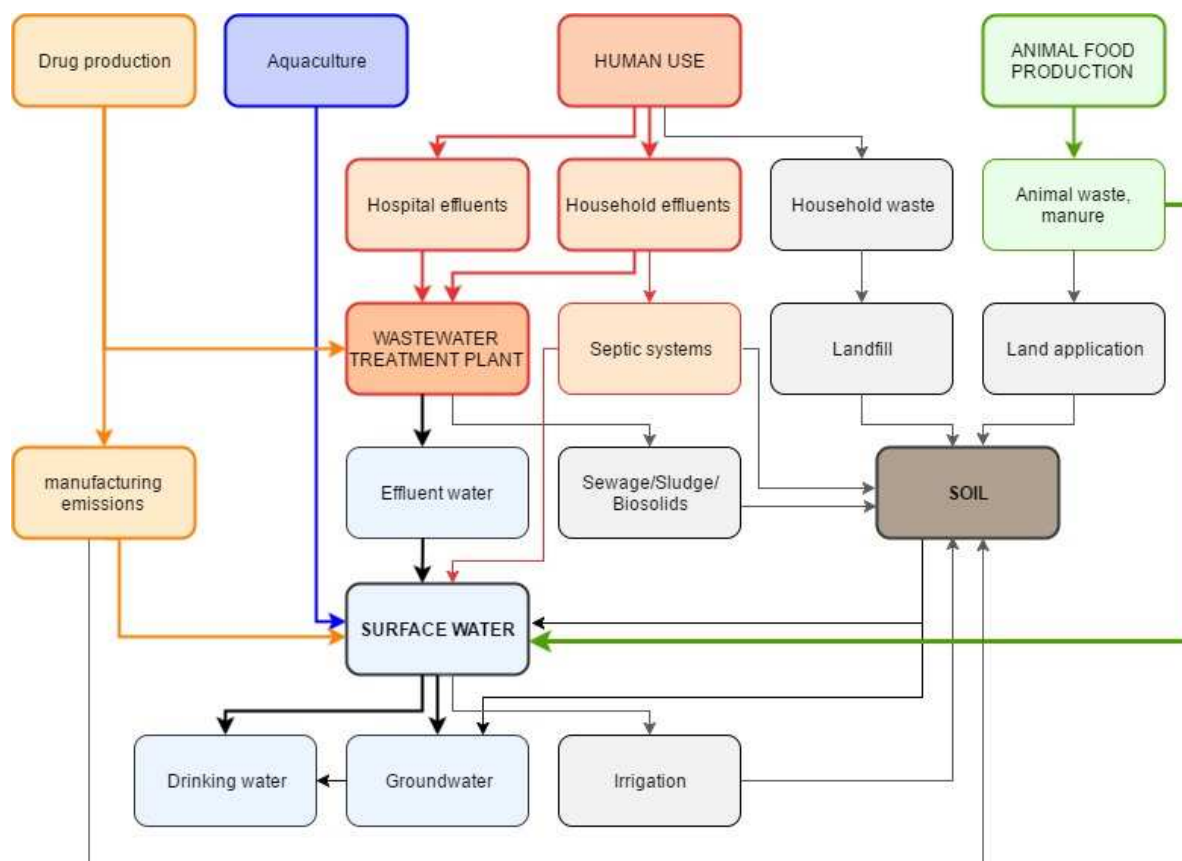 Drug production
Aquaculture
HUMAN USE
ANIMAL FOOD
PRODUCTION
Hospital effluents
Household effluents
Household waste
Animal waste,
manure
WASTEWATER
TREATMENT PLANT
Septic systems
Landfill
Land application
manufacturing
emissions
Effluent water
Sewage/Sludge/
Biosolids
SOIL
SURFACE WATER
Drinking water
Groundwater
Irrigation